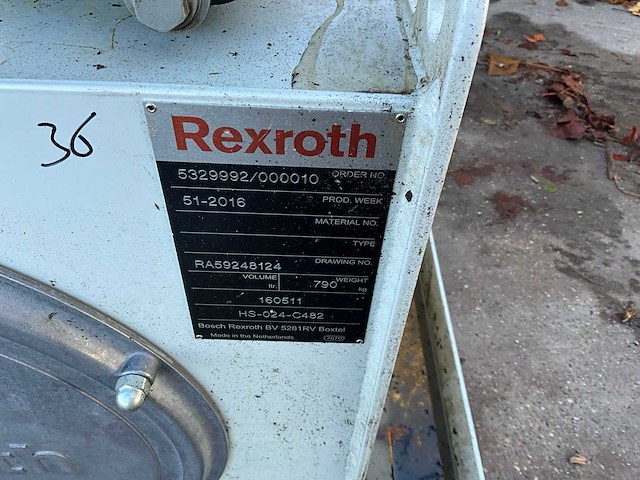 36
Rexroth
5329992/000010 ORDER NO
51-2016 PROD. WEEK
MATERIAL NO.
TYPE
RA59248124 DRAWING NO.
VOLUME ltr. 790 WEIGHT kg
160511
HS-024-C482
Bosch Rexroth BV 5281RV Boxtel
Made in the Netherlands